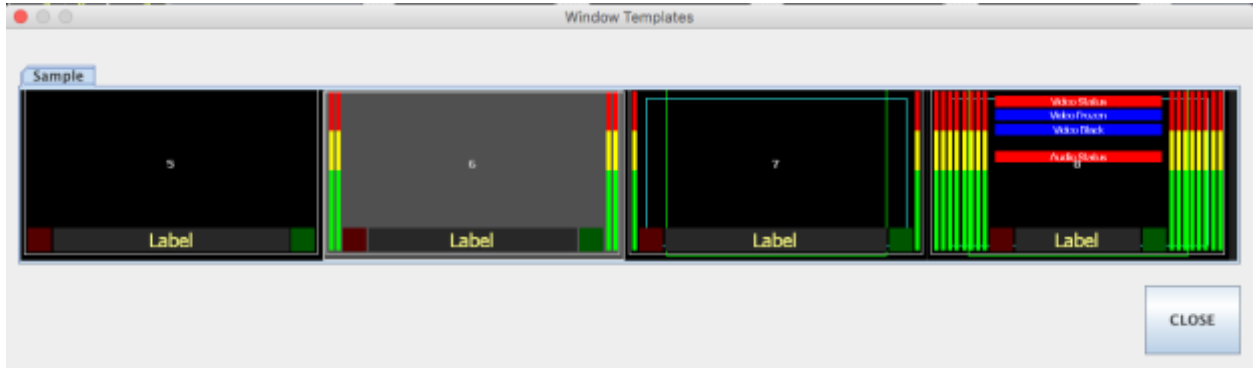 Window Templates
Sample
5
6
7
Video Status
Video Frozen
Video Black
Audio Status
8
Label
Label
Label
Label
CLOSE